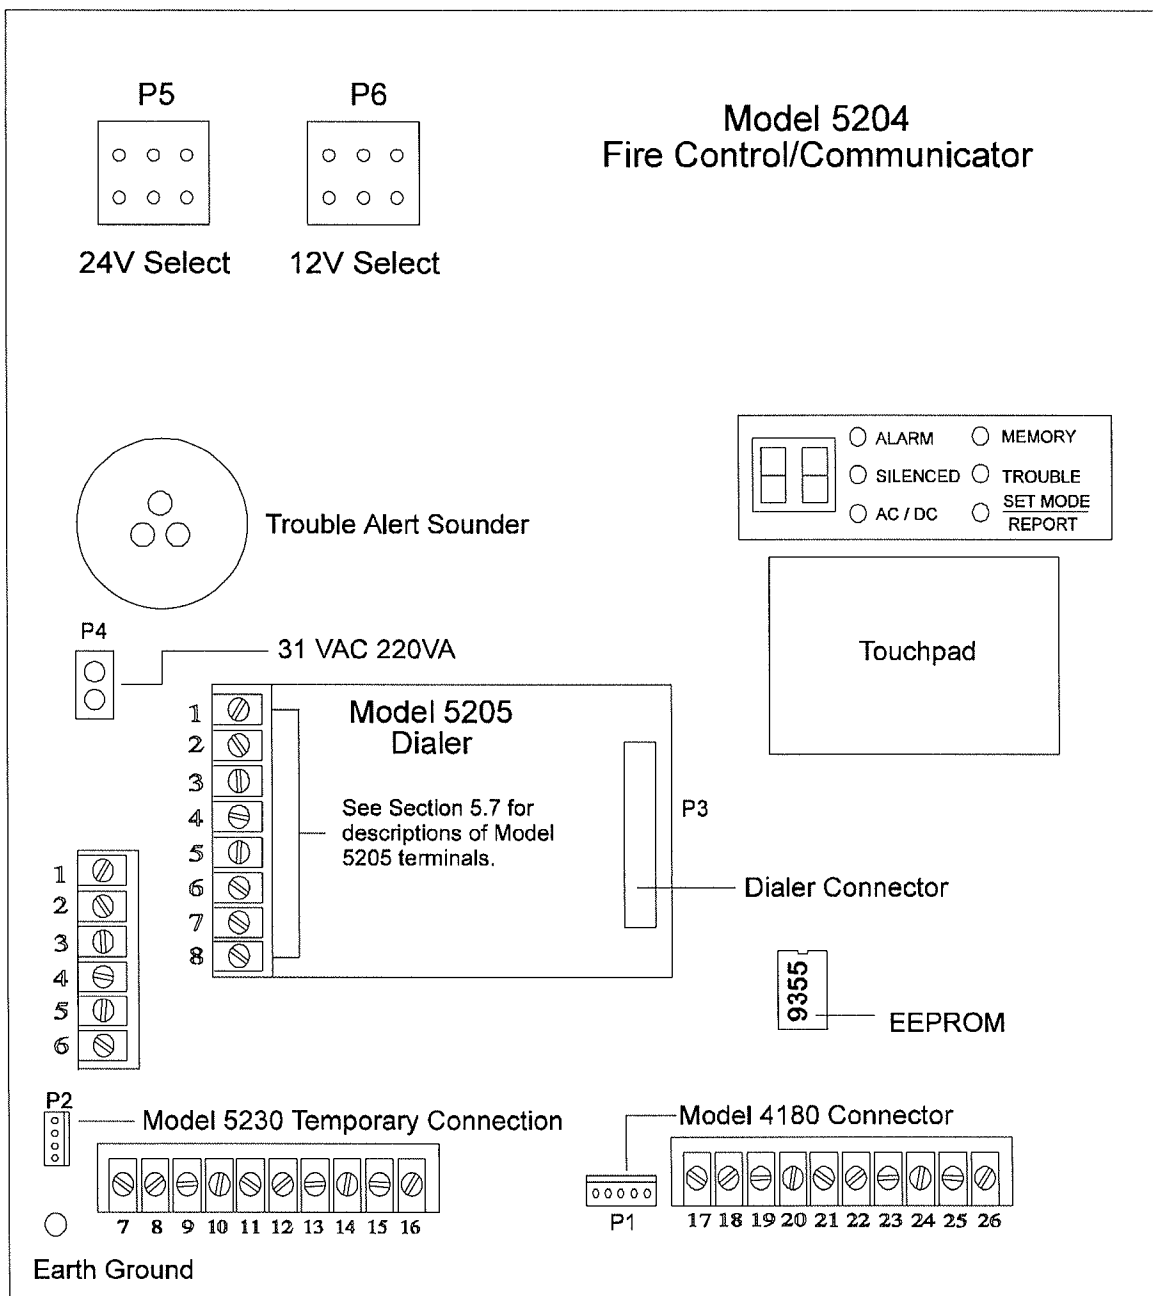 P5
P6
Model 5204
Fire Control/Communicator
24V Select
12V Select
ALARM
MEMORY
SILENCED
TROUBLE
AC / DC
SET MODE
REPORT
Trouble Alert Sounder
P4
31 VAC 220VA
Touchpad
Model 5205
Dialer
1
2
3
4
5
6
7
8
See Section 5.7 for
descriptions of Model
5205 terminals.
P3
Dialer Connector
1
2
3
4
5
6
9355
EEPROM
P2
Model 5230 Temporary Connection
Model 4180 Connector
7 8 9 10 11 12 13 14 15 16
P1
17 18 19 20 21 22 23 24 25 26
Earth Ground